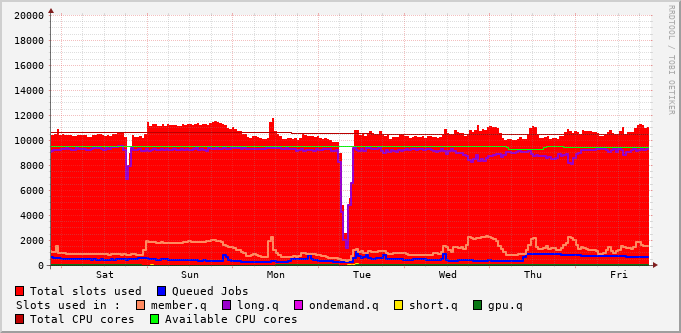 20000
18000
16000
14000
12000
10000
8000
6000
4000
2000
0
Sat Sun Mon Tue Wed Thu Fri
RRDTOOL / TOBI OETIKER
Total slots used Queued Jobs
Slots used in : member.q long.q ondemand.q short.q gpu.q
Total CPU cores Available CPU cores